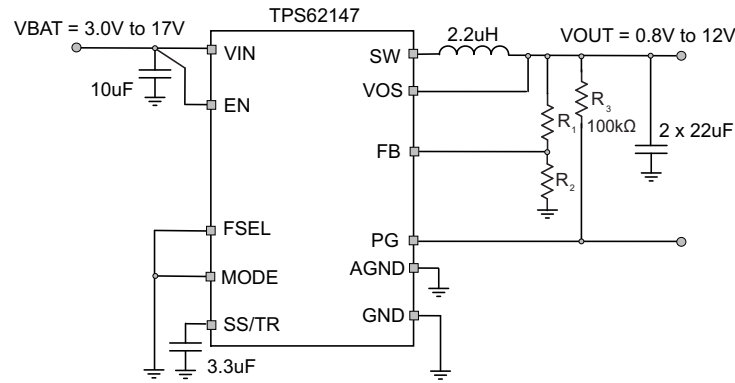 TPS62147
VBAT = 3.0V to 17V
VIN
SW
2.2uH
VOUT = 0.8V to 12V
10uF
EN
VOS
R1
R3
100kΩ
2 x 22uF
FB
R2
FSEL
PG
MODE
AGND
SS/TR
GND
3.3uF